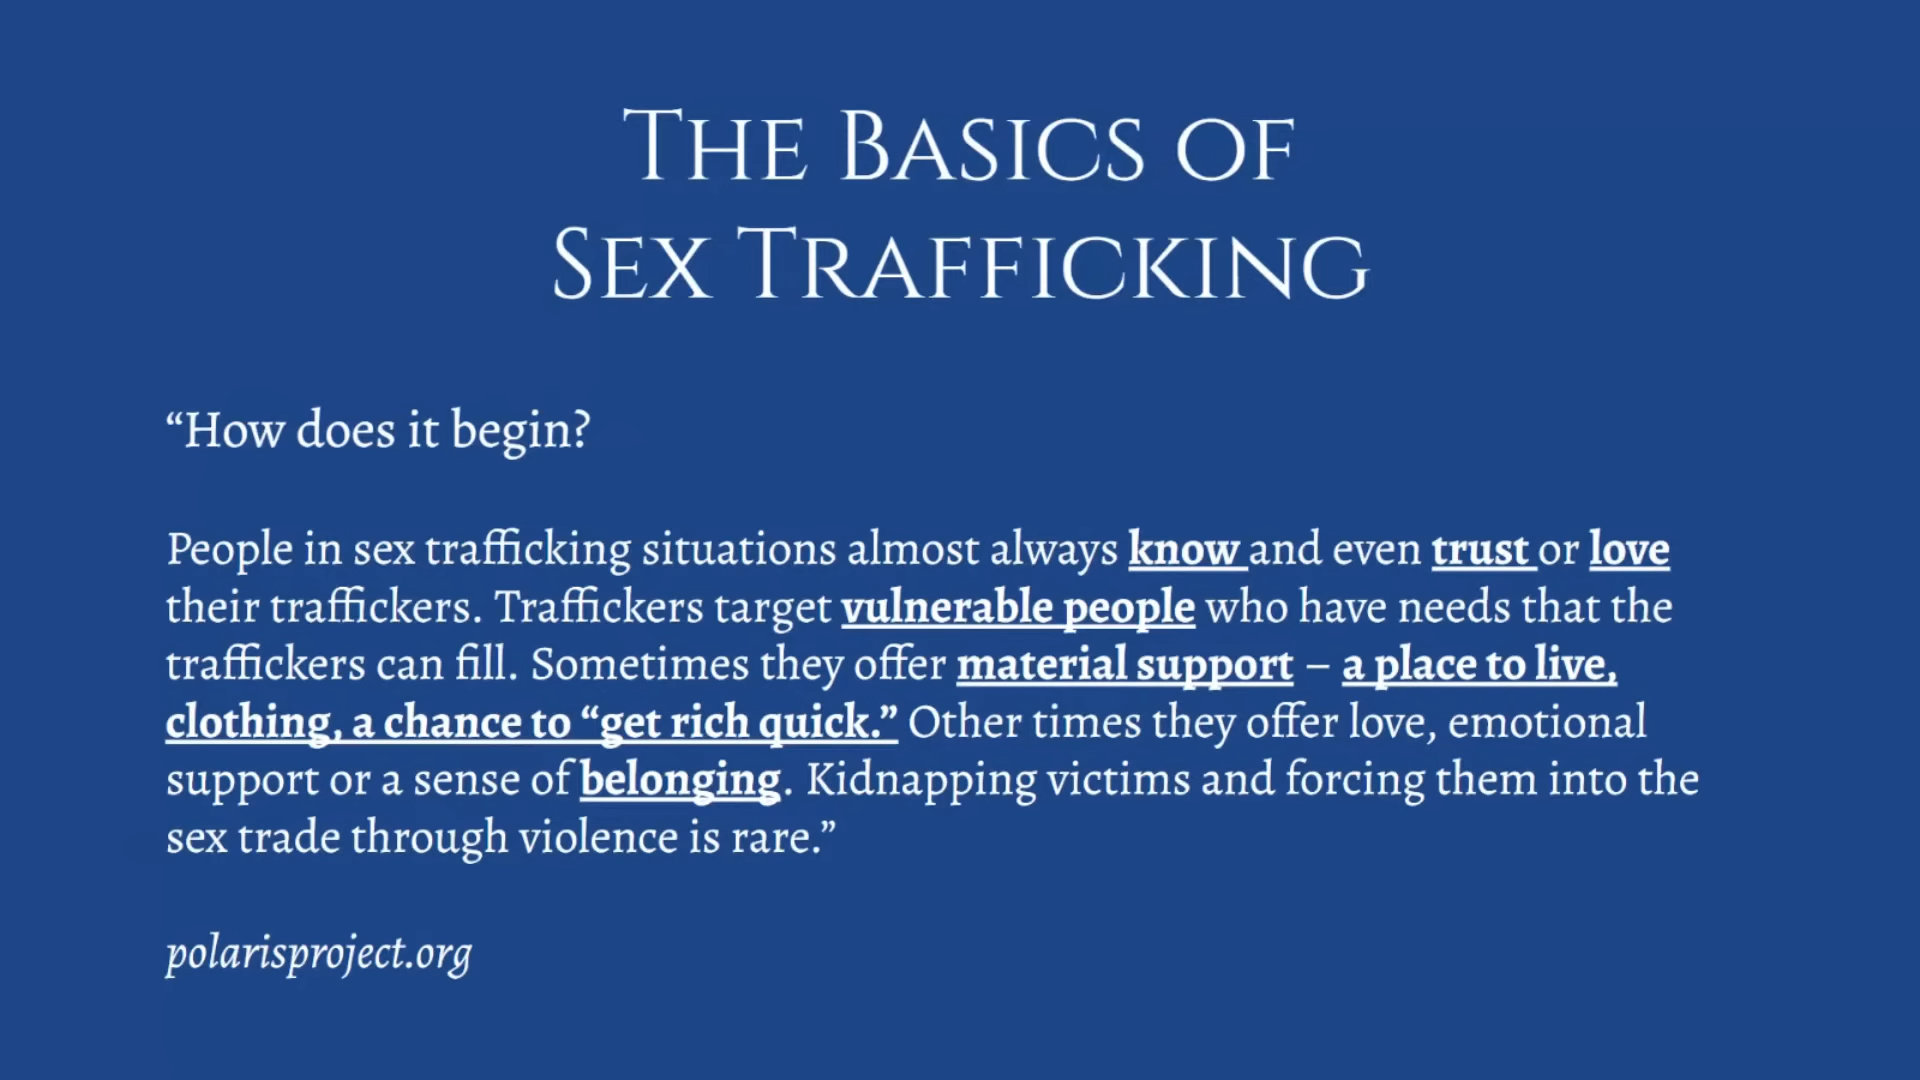 The Basics of
Sex Trafficking
“How does it begin?
People in sex trafficking situations almost always know and even trust or love
their traffickers. Traffickers target vulnerable people who have needs that the
traffickers can fill. Sometimes they offer material support – a place to live,
clothing, a chance to “get rich quick.” Other times they offer love, emotional
support or a sense of belonging. Kidnapping victims and forcing them into the
sex trade through violence is rare.”
polarisproject.org